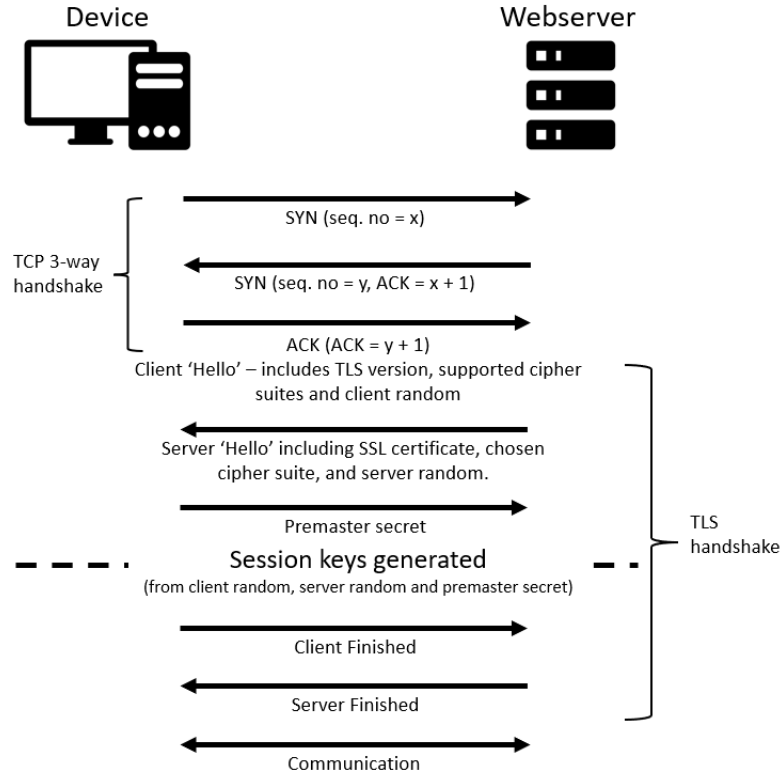 Device
Webserver
SYN (seq. no = x)
TCP 3-way
handshake
SYN (seq. no = y, ACK = x + 1)
ACK (ACK = y + 1)
Client ‘Hello’ – includes TLS version, supported cipher
suites and client random
Server ‘Hello’ including SSL certificate, chosen
cipher suite, and server random.
Premaster secret
TLS
handshake
Session keys generated
(from client random, server random and premaster secret)
Client Finished
Server Finished
Communication